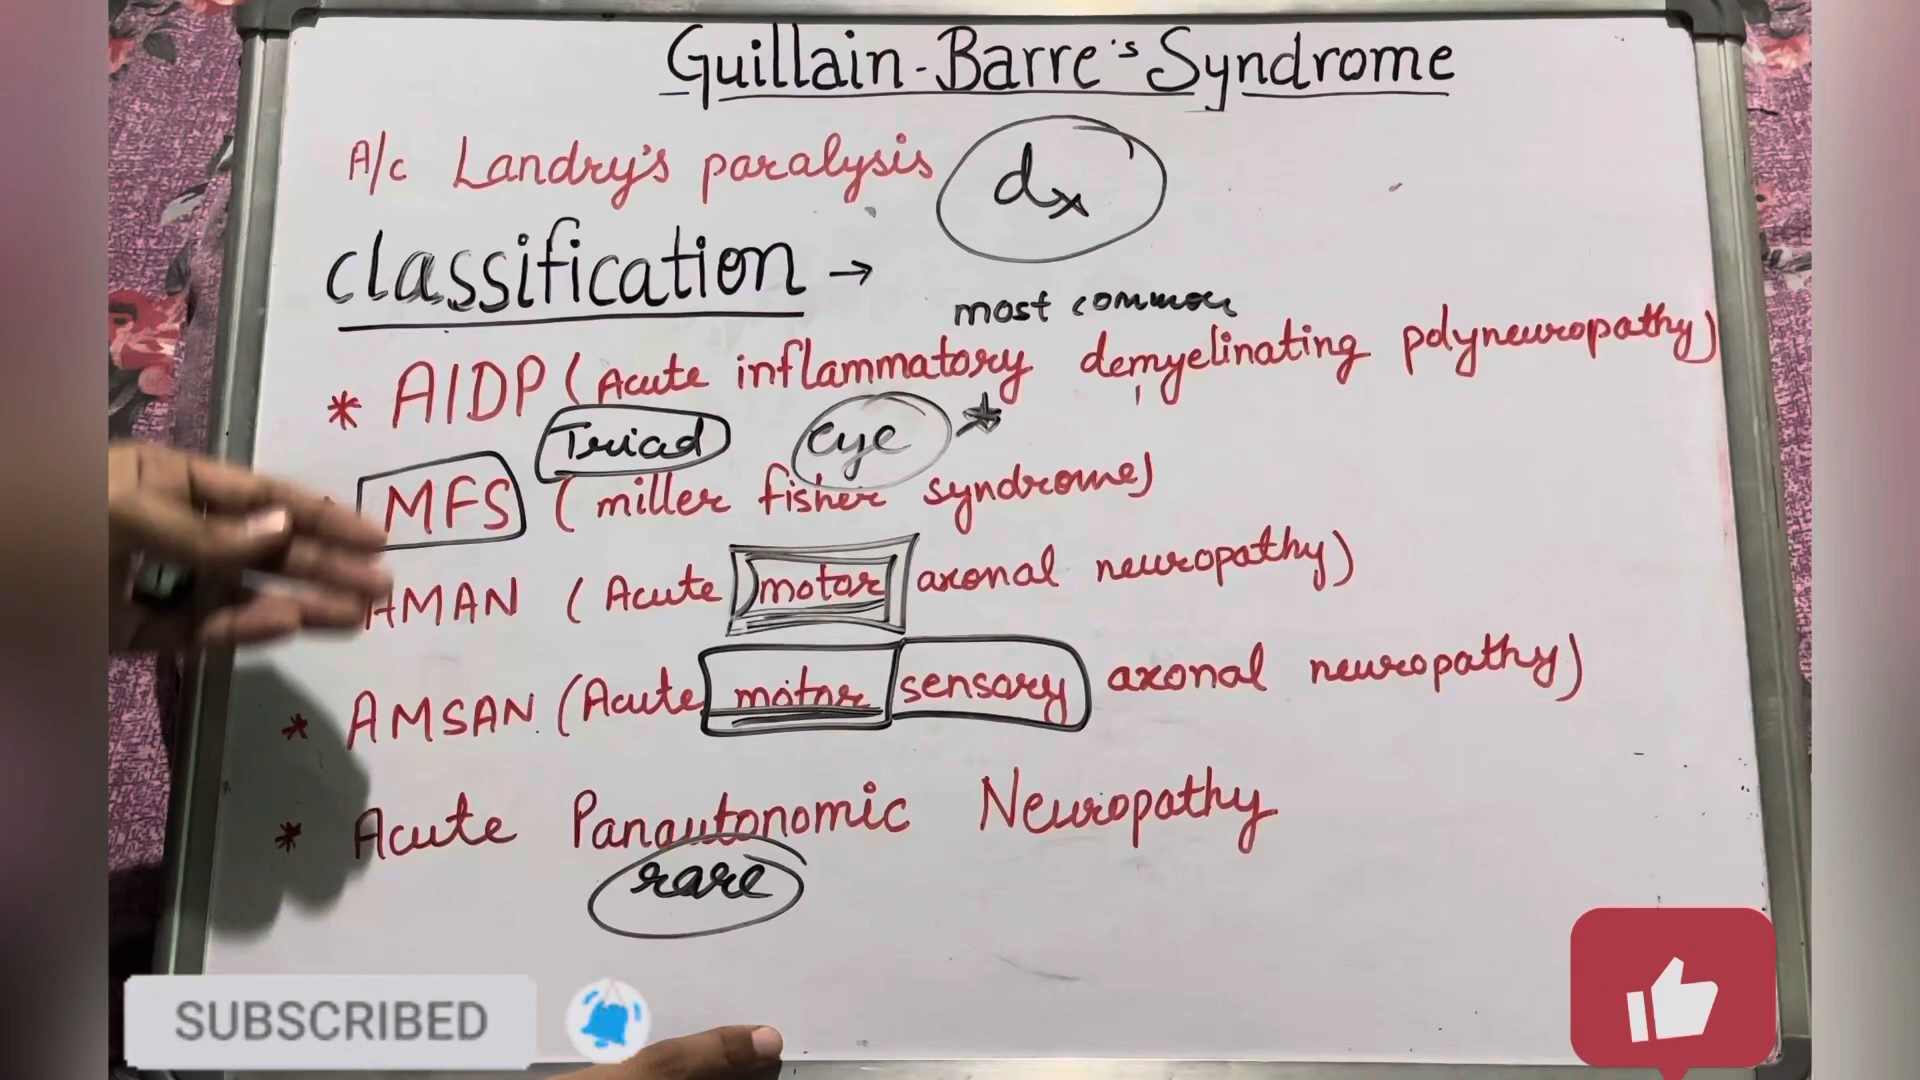 Guillain-Barre's Syndrome
A/c Landry's paralysis dx
classification →
most common
* AIDP (Acute inflammatory demyelinating polyneuropathy)
Triad eye *
MFS (miller fisher syndrome)
AMAN (Acute motor axonal neuropathy)
* AMSAN (Acute motor sensory axonal neuropathy)
* Acute Panautonomic Neuropathy
rare
SUBSCRIBED